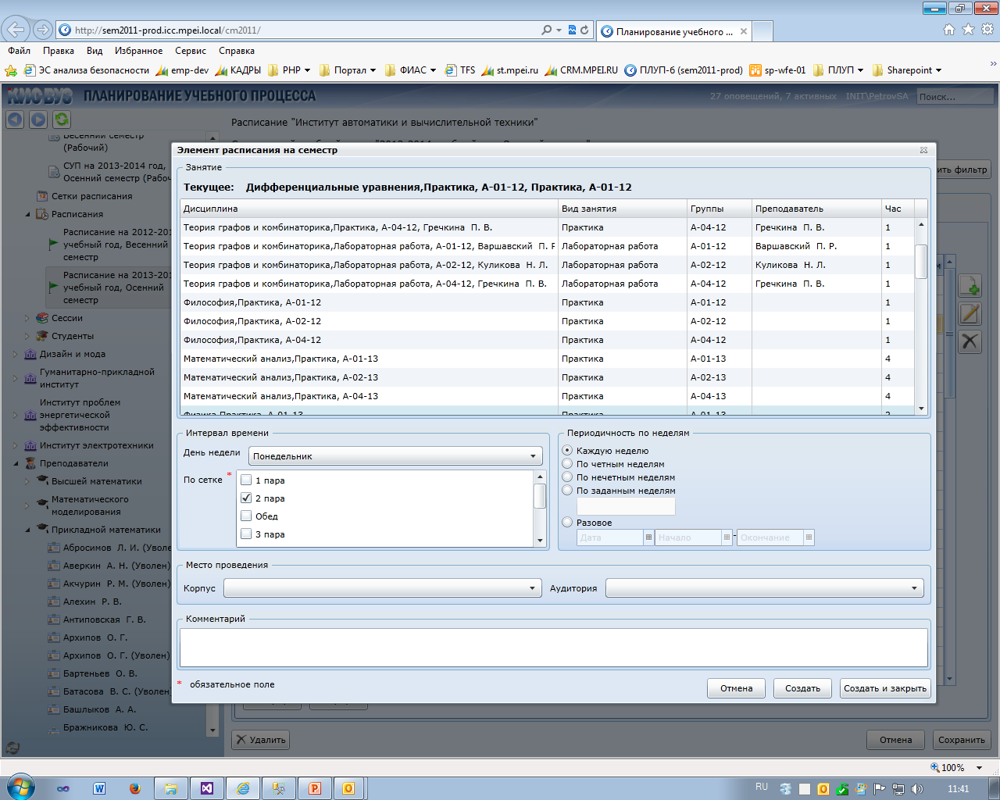 http://sem2011-prod.icc.mpei.local/cm2011/
Планирование учебного ...
Файл Правка Вид Избранное Сервис Справка
ЭС анализа безопасности emp-dev КАДРЫ PHP Портал ФИАС TFS st.mpei.ru CRM.MPEI.RU ПЛУП-6 (sem2011-prod) sp-wfe-01 ПЛУП Sharepoint
КИС ВУЗ ПЛАНИРОВАНИЕ УЧЕБНОГО ПРОЦЕССА
27 оповещений, 7 активных INIT\PetrovSA Поиск...
Расписание "Институт автоматики и вычислительной техники"
Весенний семестр
(Рабочий)
СУП на 2013-2014 год,
Осенний семестр (Рабоч
Сетки расписания
Расписания
Расписание на 2012-201
учебный год, Весенний
семестр
Расписание на 2013-201
учебный год, Осенний
семестр
Сессии
Студенты
Дизайн и мода
Гуманитарно-прикладной
институт
Институт проблем
энергетической
эффективности
Институт электротехники
Преподаватели
Высшей математики
Математического
моделирования
Прикладной математики
Абросимов Л. И. (Уволе
Аверкин А. Н. (Уволен)
Акчурин Р. М. (Уволен)
Алехин Р. В.
Антиповская Г. В.
Архипов О. Г.
Архипов О. Г. (Уволен)
Бартеньев О. В.
Батасова В. С. (Уволен
Башлыков А. А.
Бражникова Ю. С.
ить фильтр
Элемент расписания на семестр
Занятие
Текущее: Дифференциальные уравнения,Практика, А-01-12, Практика, А-01-12
Дисциплина Вид занятия Группы Преподаватель Час
Теория графов и комбинаторика,Практика, А-04-12, Гречкина П. В. Практика А-04-12 Гречкина П. В. 1
Теория графов и комбинаторика,Лабораторная работа, А-01-12, Варшавский П. Р Лабораторная работа А-01-12 Варшавский П. Р. 1
Теория графов и комбинаторика,Лабораторная работа, А-02-12, Куликова Н. Л. Лабораторная работа А-02-12 Куликова Н. Л. 1
Теория графов и комбинаторика,Лабораторная работа, А-04-12, Гречкина П. В. Лабораторная работа А-04-12 Гречкина П. В. 1
Философия,Практика, А-01-12 Практика А-01-12 1
Философия,Практика, А-02-12 Практика А-02-12 1
Философия,Практика, А-04-12 Практика А-04-12 1
Математический анализ,Практика, А-01-13 Практика А-01-13 4
Математический анализ,Практика, А-02-13 Практика А-02-13 4
Математический анализ,Практика, А-04-13 Практика А-04-13 4
Физика,Практика, А-01-13 Практика А-01-13 2
Интервал времени
День недели Понедельник
По сетке *
1 пара
2 пара
Обед
3 пара
Периодичность по неделям
Каждую неделю
По четным неделям
По нечетным неделям
По заданным неделям
Разовое
Дата Начало - Окончание
Место проведения
Корпус Аудитория
Комментарий
* обязательное поле
Отмена Создать Создать и закрыть
Удалить Отмена Сохранить
100%
RU 11:41